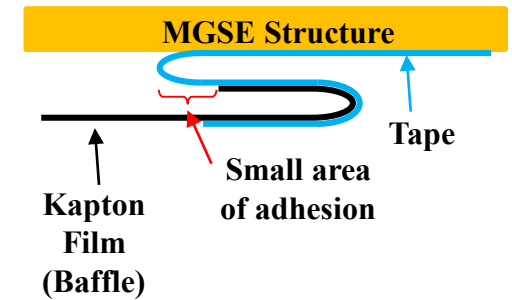 MGSE Structure
Tape
Small area
of adhesion
Kapton
Film
(Baffle)